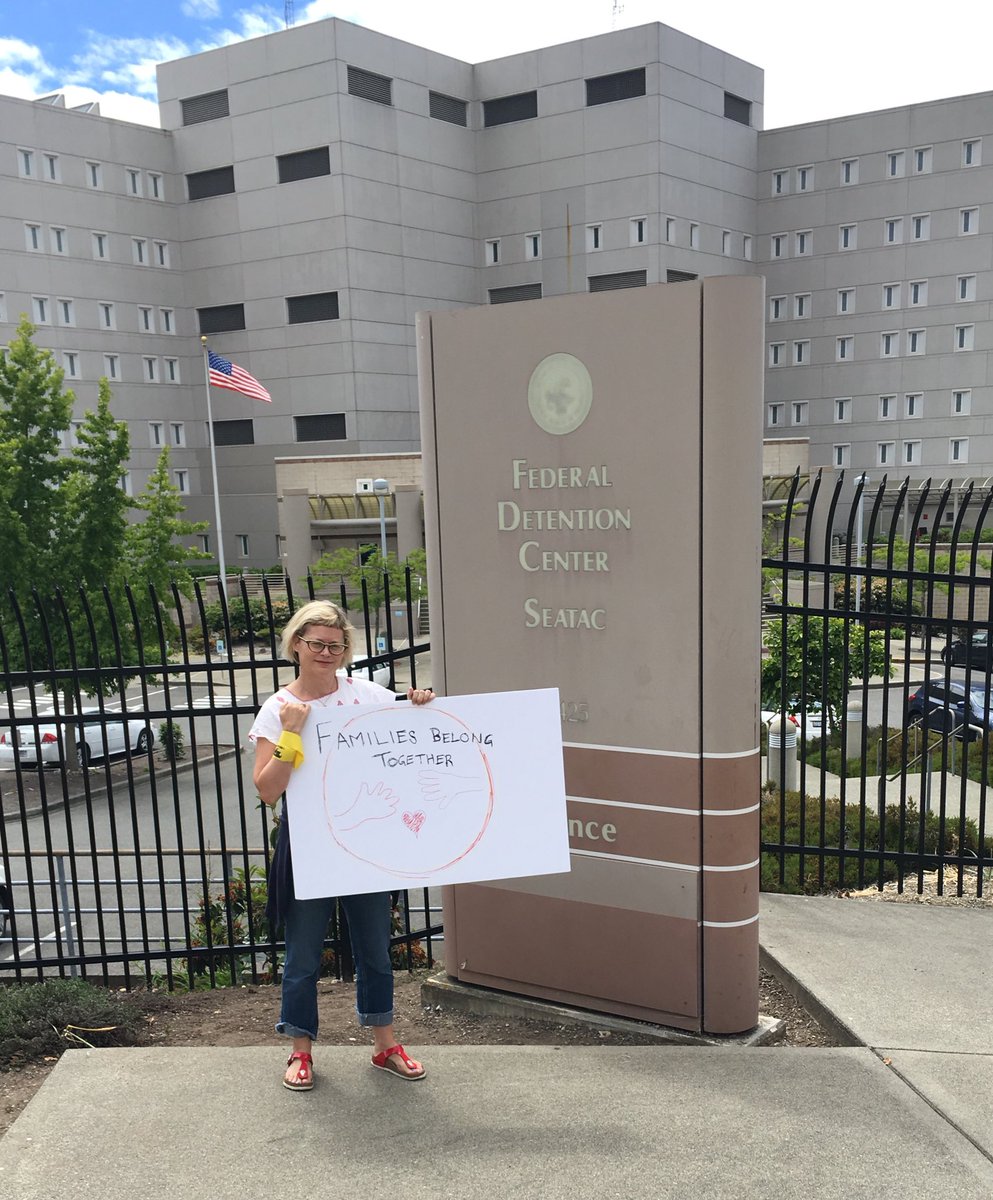 FEDERAL
DETENTION
CENTER
SEATAC
FAMILIES BELONG
TOGETHER